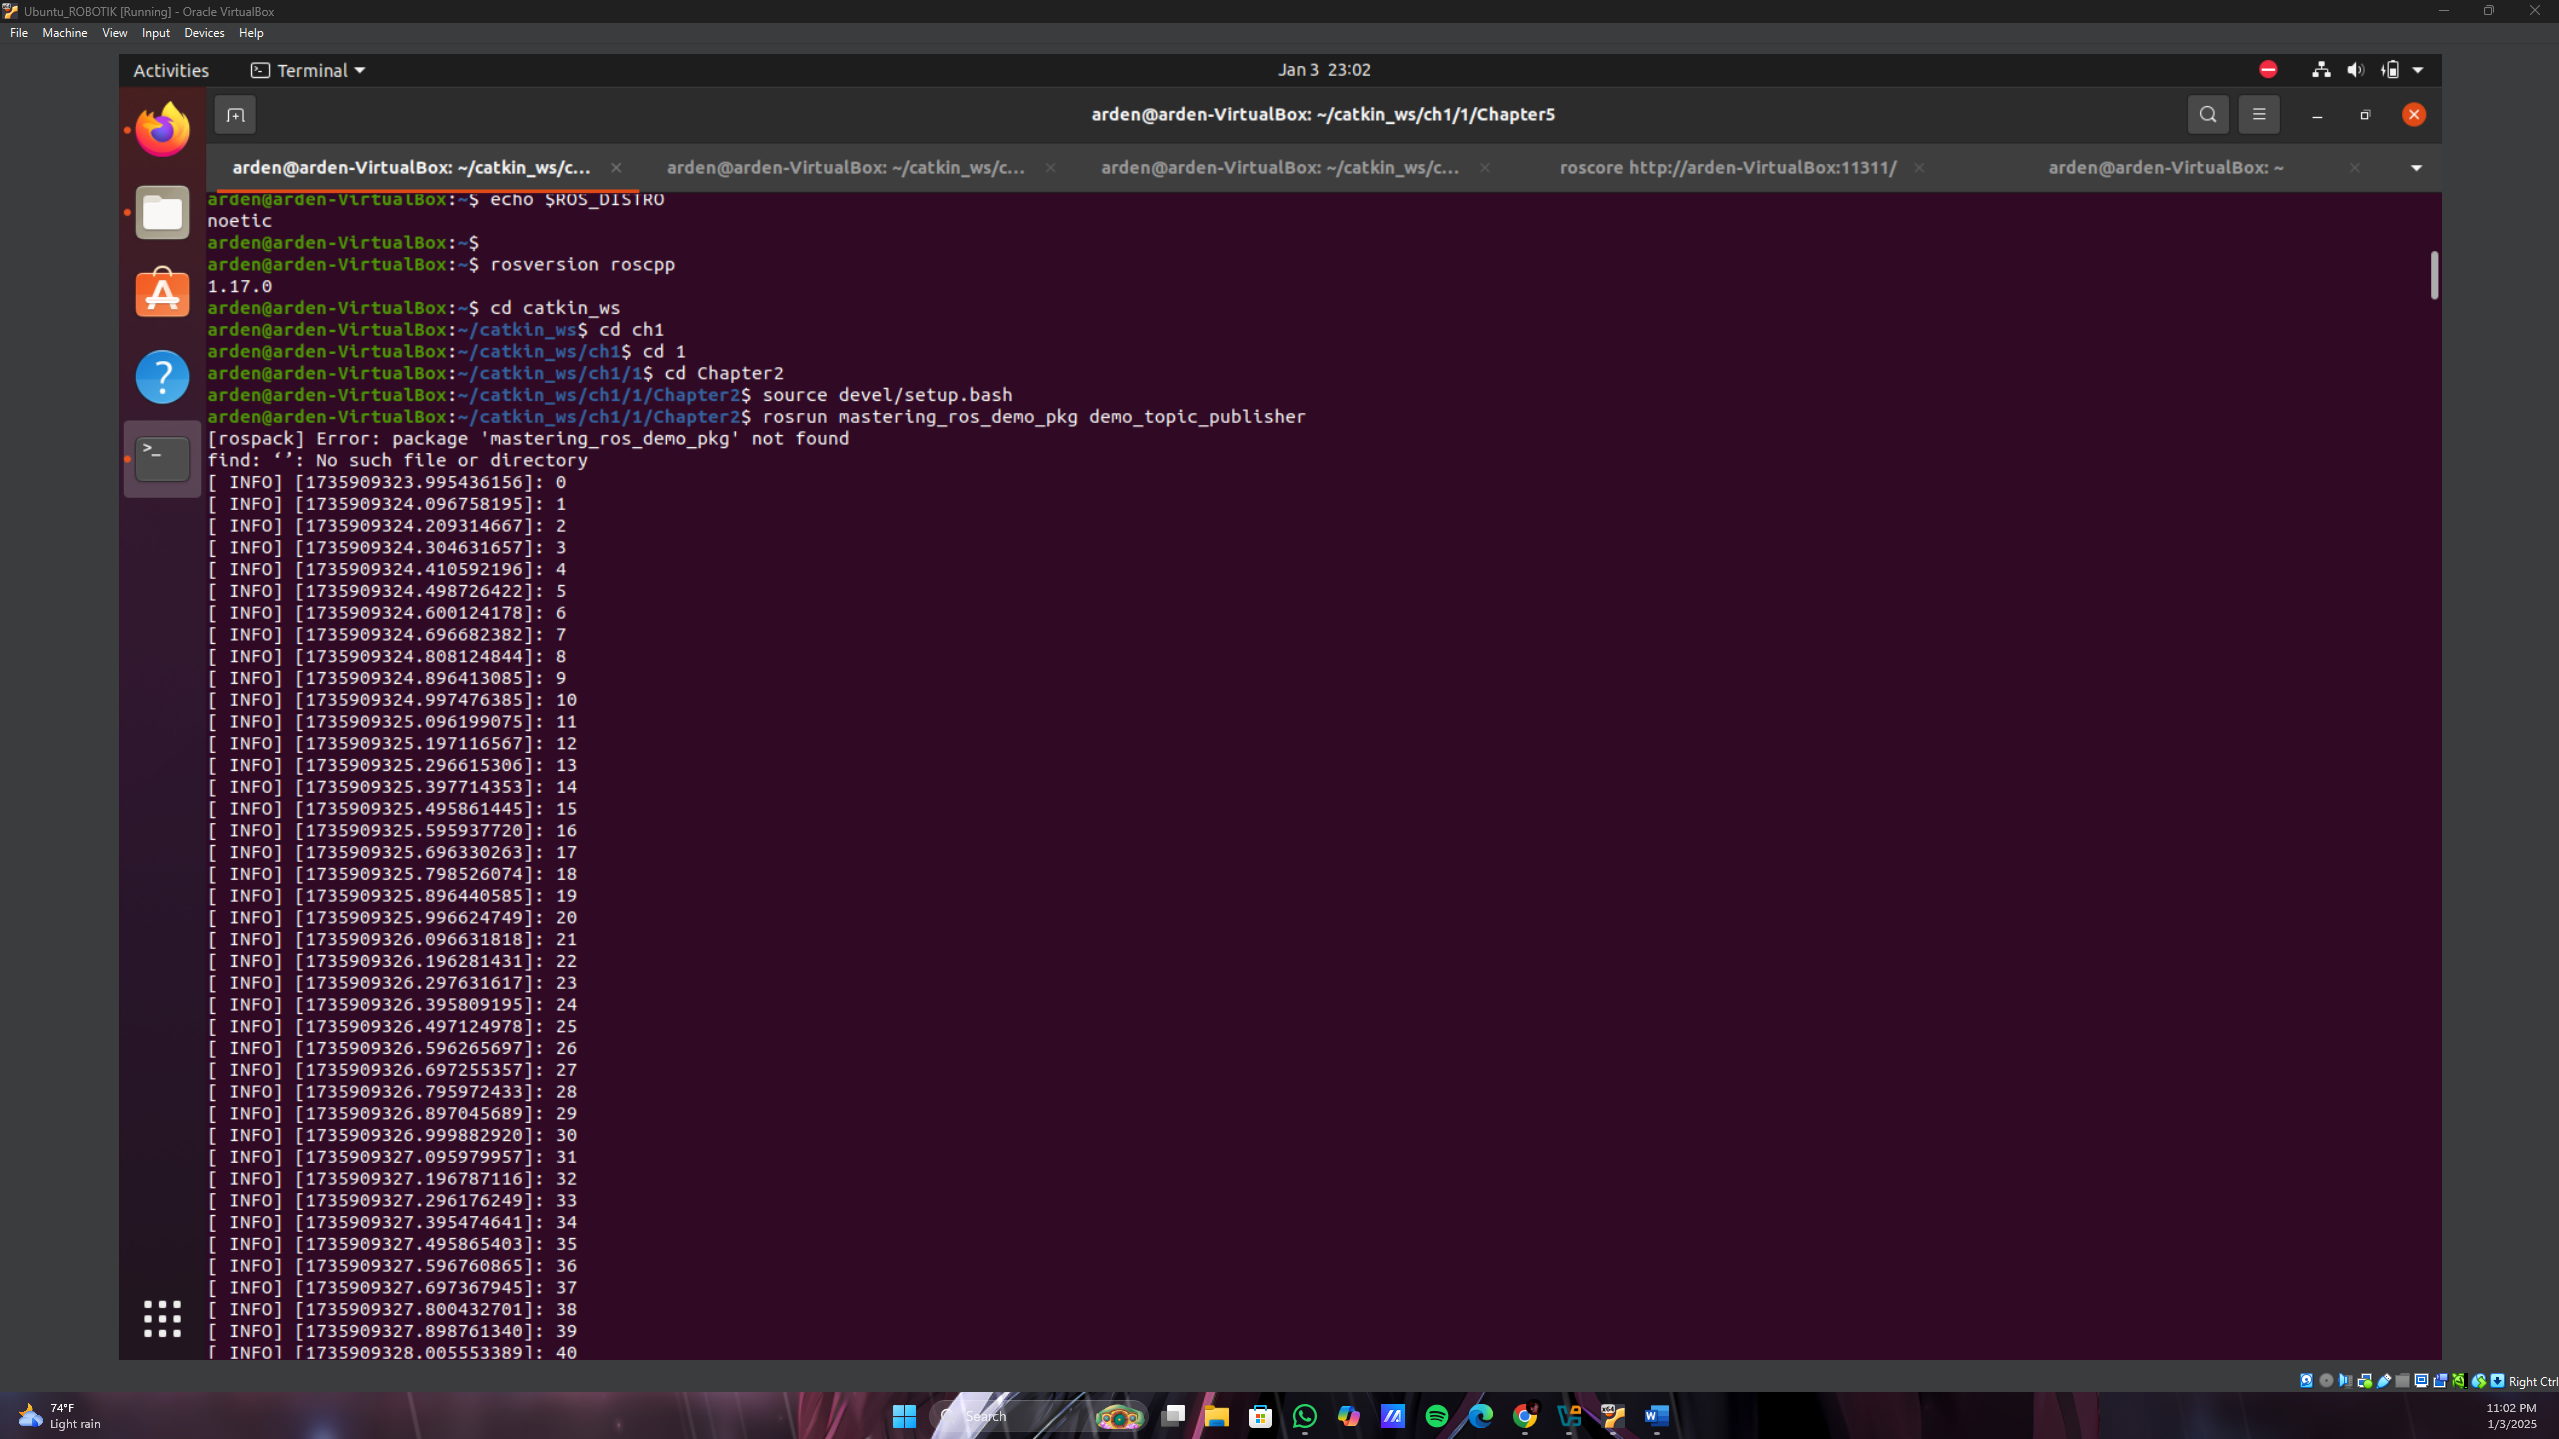 Ubuntu_ROBOTIK [Running] - Oracle VirtualBox
File Machine View Input Devices Help
Activities Terminal Jan 3 23:02
arden@arden-VirtualBox: ~/catkin_ws/ch1/1/Chapter5
arden@arden-VirtualBox: ~/catkin_ws/c... arden@arden-VirtualBox: ~/catkin_ws/c... arden@arden-VirtualBox: ~/catkin_ws/c... roscore http://arden-VirtualBox:11311/ arden@arden-VirtualBox: ~
arden@arden-VirtualBox:~$ echo $ROS_DISTRO
noetic
arden@arden-VirtualBox:~$
arden@arden-VirtualBox:~$ rosversion roscpp
1.17.0
arden@arden-VirtualBox:~$ cd catkin_ws
arden@arden-VirtualBox:~/catkin_ws$ cd ch1
arden@arden-VirtualBox:~/catkin_ws/ch1$ cd 1
arden@arden-VirtualBox:~/catkin_ws/ch1/1$ cd Chapter2
arden@arden-VirtualBox:~/catkin_ws/ch1/1/Chapter2$ source devel/setup.bash
arden@arden-VirtualBox:~/catkin_ws/ch1/1/Chapter2$ rosrun mastering_ros_demo_pkg demo_topic_publisher
[rospack] Error: package 'mastering_ros_demo_pkg' not found
find: ‘’: No such file or directory
[ INFO] [1735909323.995436156]: 0
[ INFO] [1735909324.096758195]: 1
[ INFO] [1735909324.209314667]: 2
[ INFO] [1735909324.304631657]: 3
[ INFO] [1735909324.410592196]: 4
[ INFO] [1735909324.498726422]: 5
[ INFO] [1735909324.600124178]: 6
[ INFO] [1735909324.696682382]: 7
[ INFO] [1735909324.808124844]: 8
[ INFO] [1735909324.896413085]: 9
[ INFO] [1735909324.997476385]: 10
[ INFO] [1735909325.096199075]: 11
[ INFO] [1735909325.197116567]: 12
[ INFO] [1735909325.296615306]: 13
[ INFO] [1735909325.397714353]: 14
[ INFO] [1735909325.495861445]: 15
[ INFO] [1735909325.595937720]: 16
[ INFO] [1735909325.696330263]: 17
[ INFO] [1735909325.798526074]: 18
[ INFO] [1735909325.896440585]: 19
[ INFO] [1735909325.996624749]: 20
[ INFO] [1735909326.096631818]: 21
[ INFO] [1735909326.196281431]: 22
[ INFO] [1735909326.297631617]: 23
[ INFO] [1735909326.395809195]: 24
[ INFO] [1735909326.497124978]: 25
[ INFO] [1735909326.596265697]: 26
[ INFO] [1735909326.697255357]: 27
[ INFO] [1735909326.795972433]: 28
[ INFO] [1735909326.897045689]: 29
[ INFO] [1735909326.999882920]: 30
[ INFO] [1735909327.095979957]: 31
[ INFO] [1735909327.196787116]: 32
[ INFO] [1735909327.296176249]: 33
[ INFO] [1735909327.395474641]: 34
[ INFO] [1735909327.495865403]: 35
[ INFO] [1735909327.596760865]: 36
[ INFO] [1735909327.697367945]: 37
[ INFO] [1735909327.800432701]: 38
[ INFO] [1735909327.898761340]: 39
[ INFO] [1735909328.005553389]: 40
Right Ctrl
74°F
Light rain
Search
11:02 PM
1/3/2025